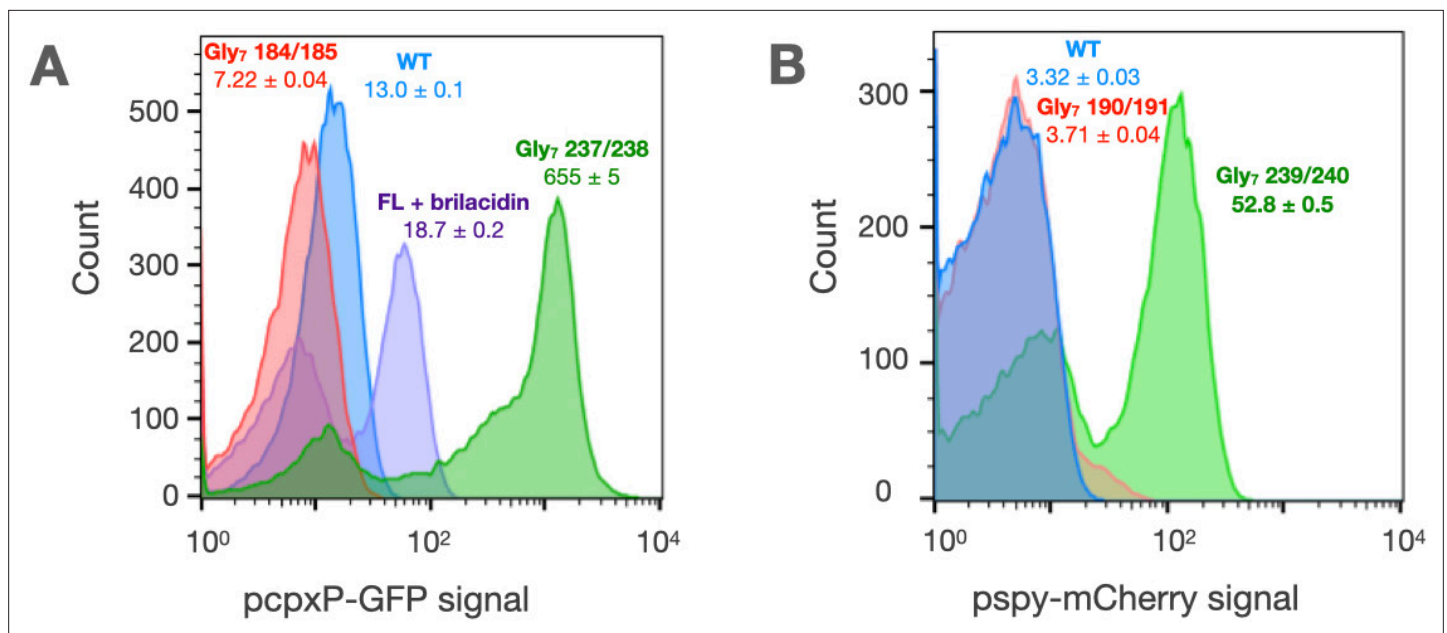 A
Gly₇ 184/185
7.22 ± 0.04
WT
13.0 ± 0.1
FL + brilacidin
18.7 ± 0.2
Gly₇ 237/238
655 ± 5
Count
500
400
300
200
100
0
10⁰
10²
10⁴
pcpxP-GFP signal
B
WT
3.32 ± 0.03
Gly₇ 190/191
3.71 ± 0.04
Gly₇ 239/240
52.8 ± 0.5
Count
300
200
100
0
10⁰
10²
10⁴
pspy-mCherry signal